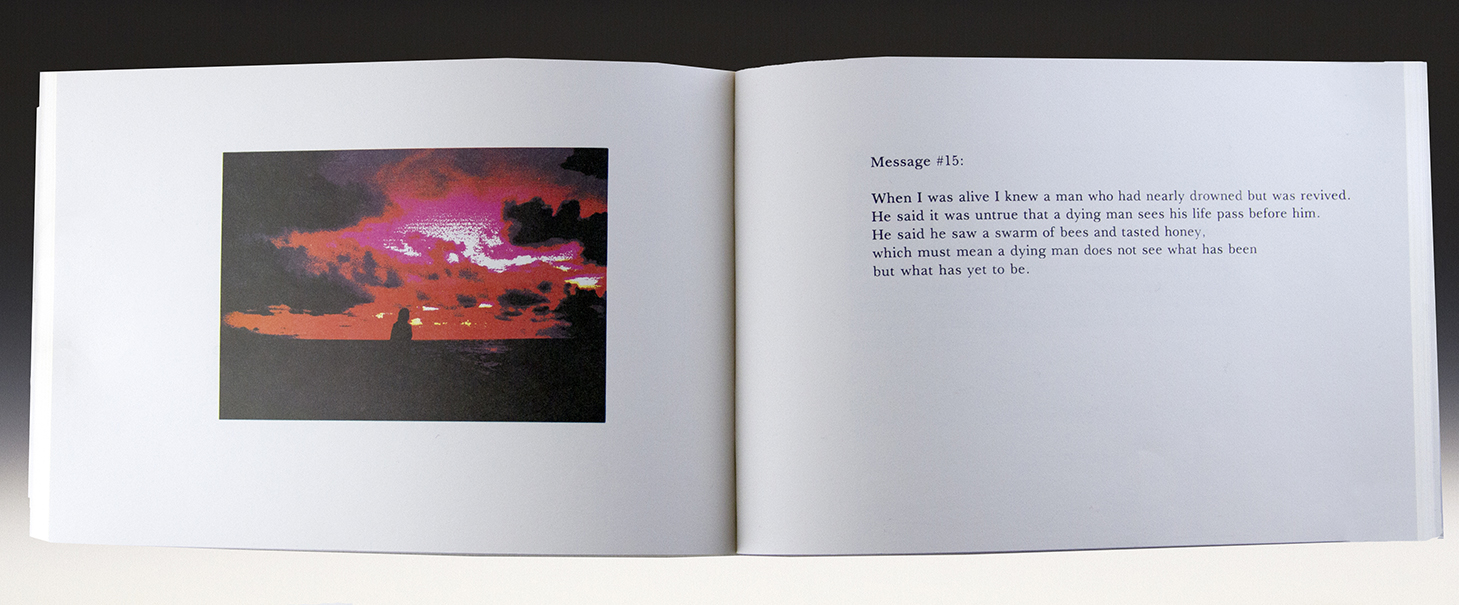 Message #15:
When I was alive I knew a man who had nearly drowned but was revived.
He said it was untrue that a dying man sees his life pass before him.
He said he saw a swarm of bees and tasted honey,
which must mean a dying man does not see what has been
but what has yet to be.